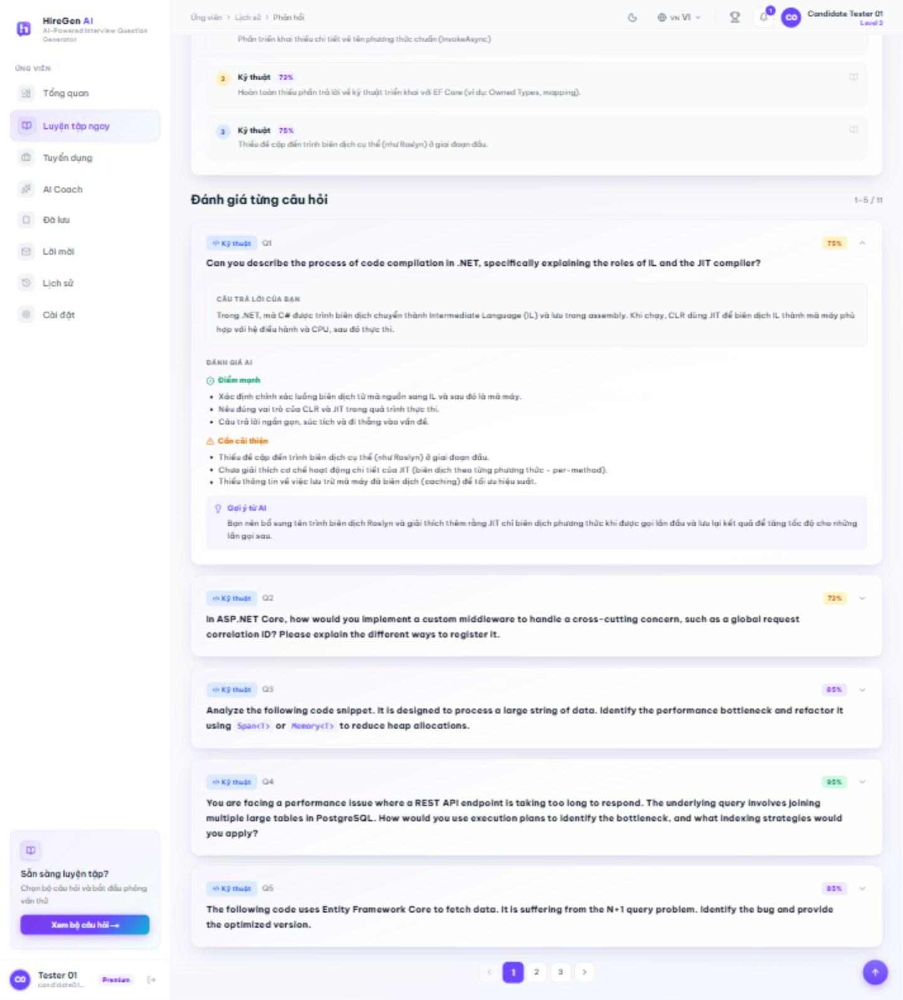 HireGen AI
AI-Powered Interview Question
Generator
ỨNG VIÊN
Tổng quan
Luyện tập ngay
Tuyển dụng
AI Coach
Đã lưu
Lời mời
Lịch sử
Cài đặt
Sẵn sàng luyện tập?
Chọn bộ câu hỏi và bắt đầu phỏng
vấn thử
Xem bộ câu hỏi →
C0
Tester 01
candidate01...
Premium
Ứng viên > Lịch sử > Phản hồi
VN VI
1
C0
Candidate Tester 01
Level 2
Phần triển khai thiếu chi tiết về tên phương thức chuẩn (InvokeAsync)
2
Kỹ thuật 73%
Hoàn toàn thiếu phần trả lời về kỹ thuật triển khai với EF Core (ví dụ: Owned Types, mapping).
3
Kỹ thuật 75%
Thiếu đề cập đến trình biên dịch cụ thể (như Roslyn) ở giai đoạn đầu.
Đánh giá từng câu hỏi
1–5 / 11
Kỹ thuật Q1
75%
Can you describe the process of code compilation in .NET, specifically explaining the roles of IL and the JIT compiler?
CÂU TRẢ LỜI CỦA BẠN
Trong .NET, mã C# được trình biên dịch chuyển thành Intermediate Language (IL) và lưu trong assembly. Khi chạy, CLR dùng JIT để biên dịch IL thành mã máy phù
hợp với hệ điều hành và CPU, sau đó thực thi.
ĐÁNH GIÁ AI
Điểm mạnh
• Xác định chính xác luồng biên dịch từ mã nguồn sang IL và sau đó là mã máy.
• Nêu đúng vai trò của CLR và JIT trong quá trình thực thi.
• Câu trả lời ngắn gọn, súc tích và đi thẳng vào vấn đề.
Cần cải thiện
• Thiếu đề cập đến trình biên dịch cụ thể (như Roslyn) ở giai đoạn đầu.
• Chưa giải thích cơ chế hoạt động chi tiết của JIT (biên dịch theo từng phương thức - per-method).
• Thiếu thông tin về việc lưu trữ mã máy đã biên dịch (caching) để tối ưu hiệu suất.
Gợi ý từ AI
Bạn nên bổ sung tên trình biên dịch Roslyn và giải thích thêm rằng JIT chỉ biên dịch phương thức khi được gọi lần đầu và lưu lại kết quả để tăng tốc độ cho những
lần gọi sau.
Kỹ thuật Q2
73%
In ASP.NET Core, how would you implement a custom middleware to handle a cross-cutting concern, such as a global request
correlation ID? Please explain the different ways to register it.
Kỹ thuật Q3
85%
Analyze the following code snippet. It is designed to process a large string of data. Identify the performance bottleneck and refactor it
using Span<T> or Memory<T> to reduce heap allocations.
Kỹ thuật Q4
95%
You are facing a performance issue where a REST API endpoint is taking too long to respond. The underlying query involves joining
multiple large tables in PostgreSQL. How would you use execution plans to identify the bottleneck, and what indexing strategies would
you apply?
Kỹ thuật Q5
85%
The following code uses Entity Framework Core to fetch data. It is suffering from the N+1 query problem. Identify the bug and provide
the optimized version.
1 2 3